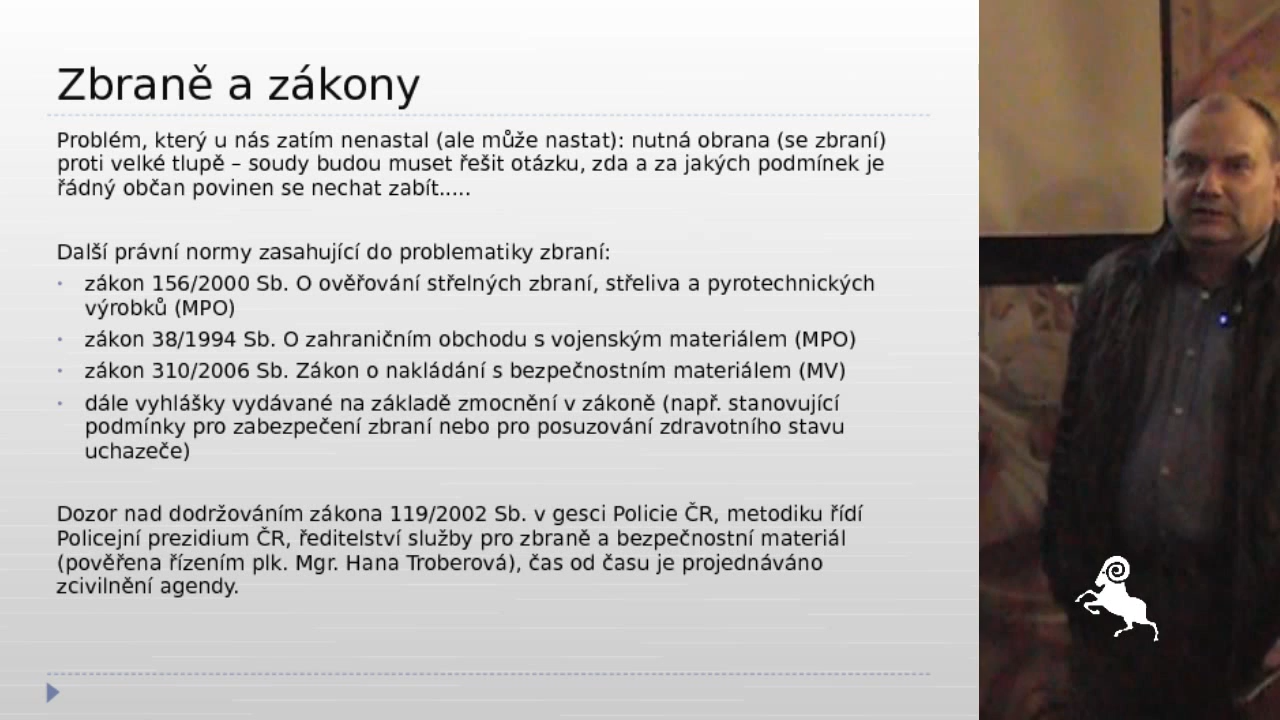 Zbraně a zákony
Problém, který u nás zatím nenastal (ale může nastat): nutná obrana (se zbraní)
proti velké tlupě – soudy budou muset řešit otázku, zda a za jakých podmínek je
řádný občan povinen se nechat zabít.....
Další právní normy zasahující do problematiky zbraní:
• zákon 156/2000 Sb. O ověřování střelných zbraní, střeliva a pyrotechnických
výrobků (MPO)
• zákon 38/1994 Sb. O zahraničním obchodu s vojenským materiálem (MPO)
• zákon 310/2006 Sb. Zákon o nakládání s bezpečnostním materiálem (MV)
• dále vyhlášky vydávané na základě zmocnění v zákoně (např. stanovující
podmínky pro zabezpečení zbraní nebo pro posuzování zdravotního stavu
uchazeče)
Dozor nad dodržováním zákona 119/2002 Sb. v gesci Policie ČR, metodiku řídí
Policejní prezidium ČR, ředitelství služby pro zbraně a bezpečnostní materiál
(pověřena řízením plk. Mgr. Hana Troberová), čas od času je projednáváno
zcivilnění agendy.